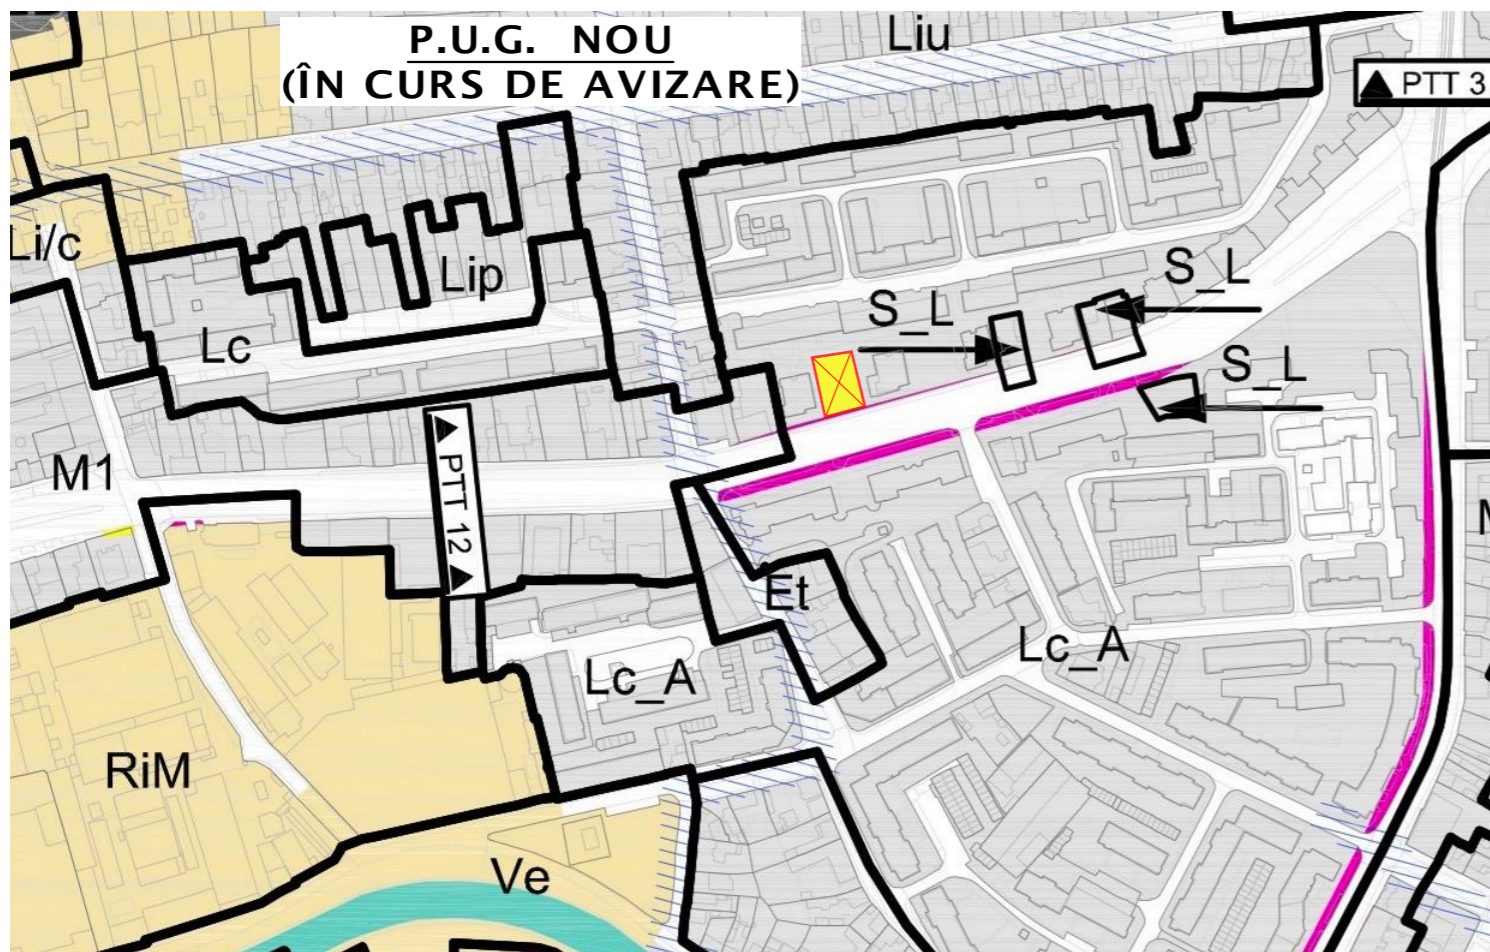 P.U.G. NOU
(ÎN CURS DE AVIZARE)
Liu
PTT 3
Li/c
Lip
S_L
S_L
Lc
S_L
M1
PTT 12
Et
Lc_A
Lc_A
RiM
Ve